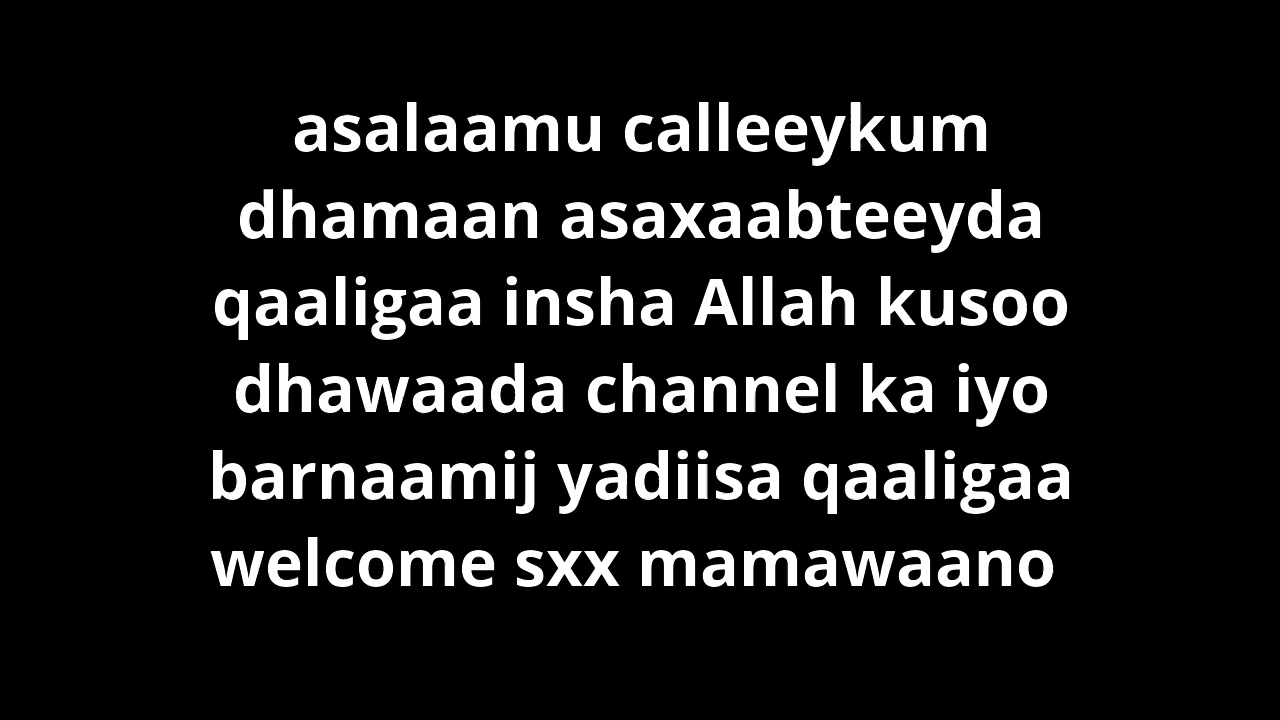 asalaamu calleeykum
dhamaan asaxaabteeyda
qaaligaa insha Allah kusoo
dhawaada channel ka iyo
barnaamij yadiisa qaaligaa
welcome sxx mamawaano